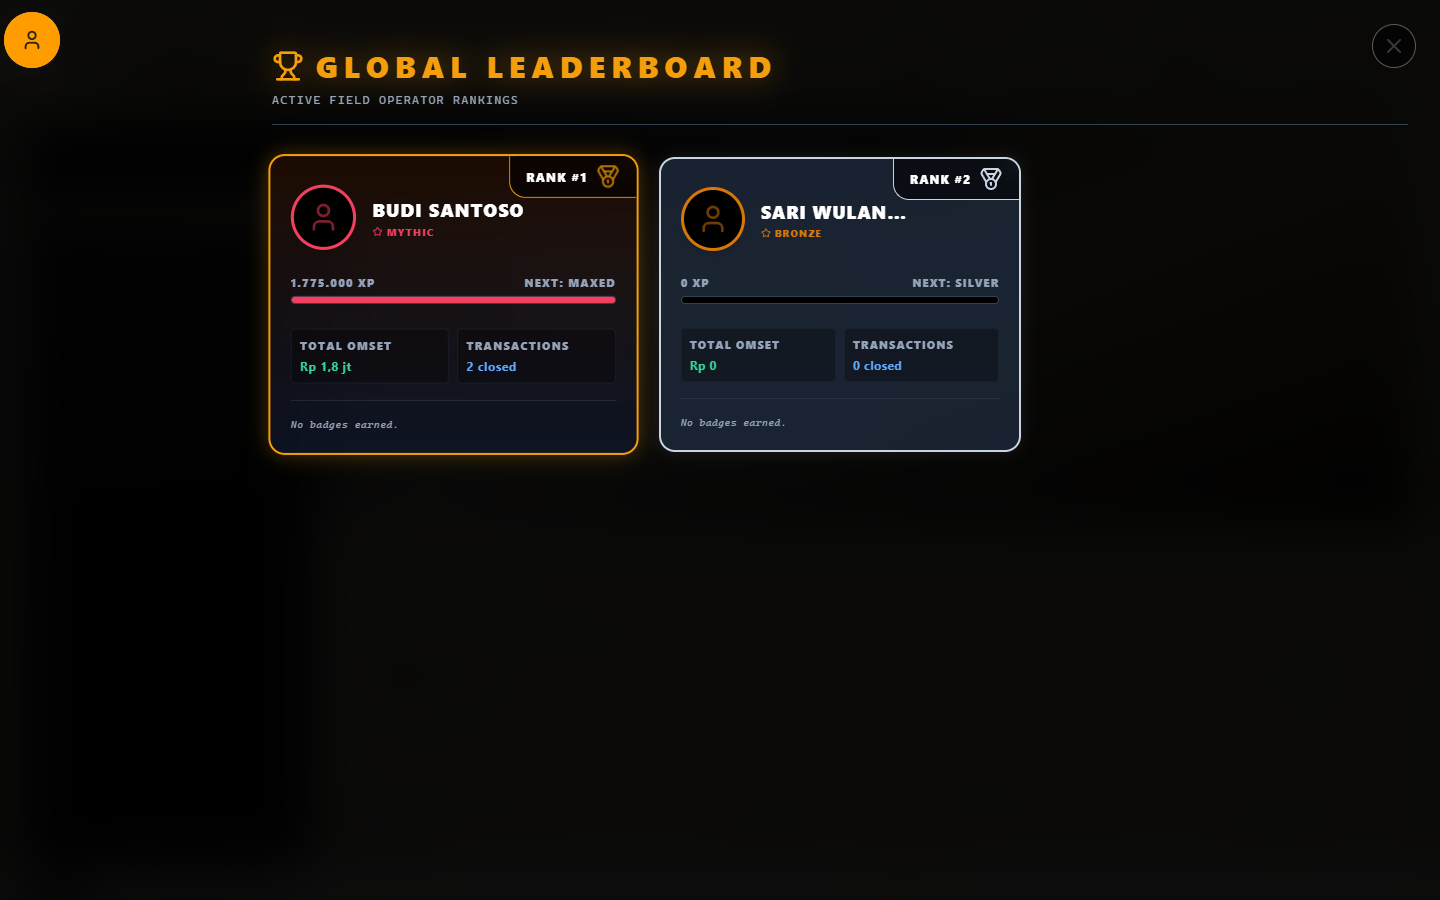 GLOBAL LEADERBOARD
ACTIVE FIELD OPERATOR RANKINGS
RANK #1
BUDI SANTOSO
MYTHIC
1.775.000 XP NEXT: MAXED
TOTAL OMSET
Rp 1,8 jt
TRANSACTIONS
2 closed
No badges earned.
RANK #2
SARI WULAN...
BRONZE
0 XP NEXT: SILVER
TOTAL OMSET
Rp 0
TRANSACTIONS
0 closed
No badges earned.